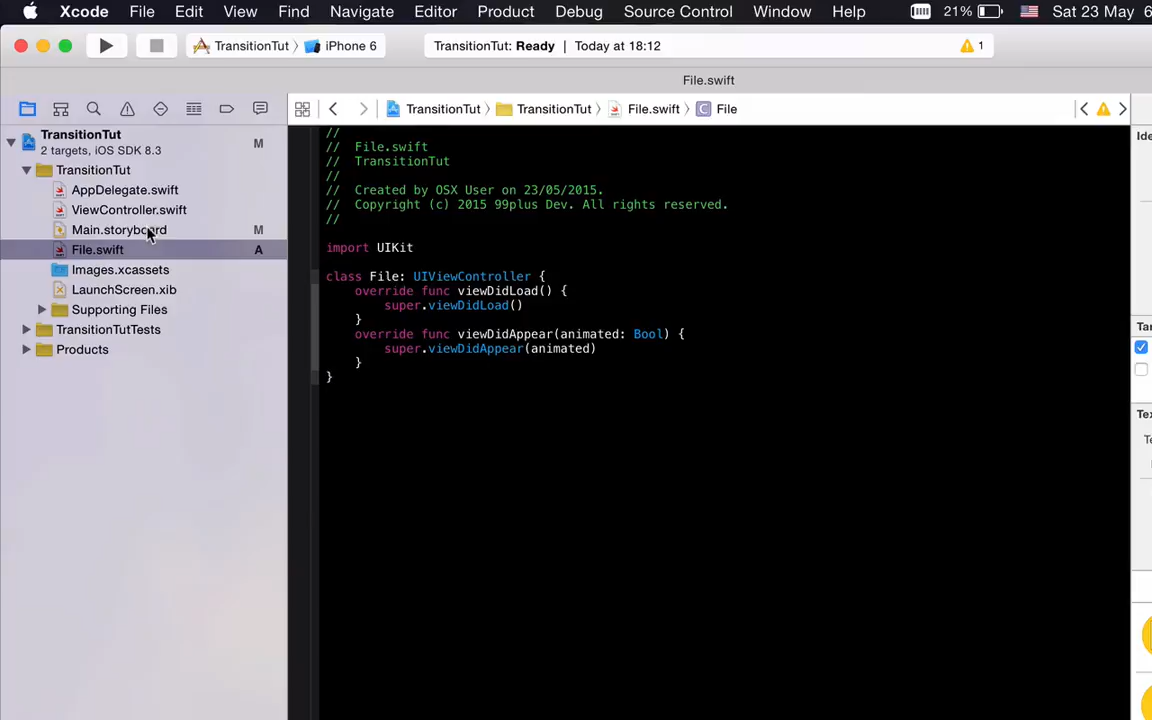 Xcode File Edit View Find Navigate Editor Product Debug Source Control Window Help 21% Sat 23 May
TransitionTut iPhone 6 TransitionTut: Ready | Today at 18:12 1
File.swift
TransitionTut TransitionTut File.swift C File
TransitionTut M
2 targets, iOS SDK 8.3
TransitionTut
AppDelegate.swift
ViewController.swift
Main.storyboard M
File.swift A
Images.xcassets
LaunchScreen.xib
Supporting Files
TransitionTutTests
Products
//
// File.swift
// TransitionTut
//
// Created by OSX User on 23/05/2015.
// Copyright (c) 2015 99plus Dev. All rights reserved.
//
import UIKit
class File: UIViewController {
override func viewDidLoad() {
super.viewDidLoad()
}
override func viewDidAppear(animated: Bool) {
super.viewDidAppear(animated)
}
}